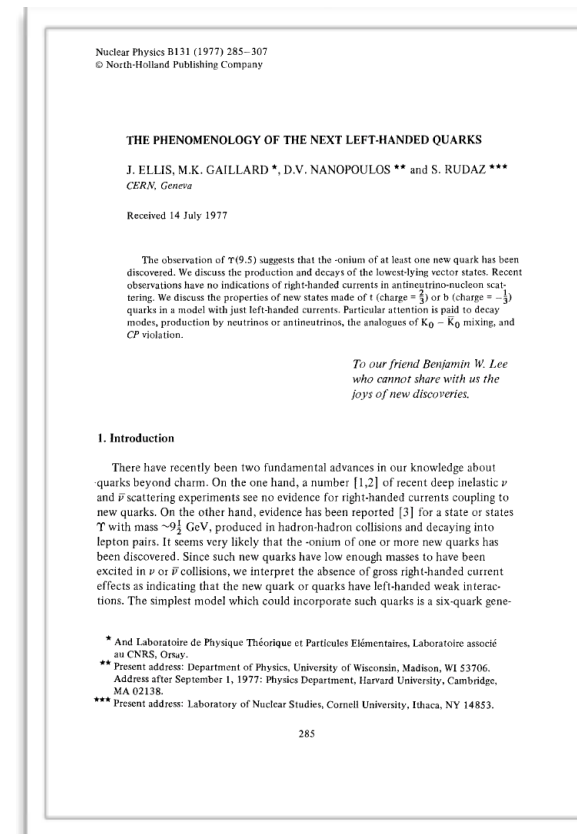 Nuclear Physics B131 (1977) 285–307
© North-Holland Publishing Company
THE PHENOMENOLOGY OF THE NEXT LEFT-HANDED QUARKS
J. ELLIS, M.K. GAILLARD *, D.V. NANOPOULOS ** and S. RUDAZ ***
CERN, Geneva
Received 14 July 1977
The observation of ϒ(9.5) suggests that the -onium of at least one new quark has been
discovered. We discuss the production and decays of the lowest-lying vector states. Recent
observations have no indications of right-handed currents in antineutrino-nucleon scat-
tering. We discuss the properties of new states made of t (charge = 2/3) or b (charge = −1/3)
quarks in a model with just left-handed currents. Particular attention is paid to decay
modes, production by neutrinos or antineutrinos, the analogues of K₀ − K̄₀ mixing, and
CP violation.
To our friend Benjamin W. Lee
who cannot share with us the
joys of new discoveries.
1. Introduction
There have recently been two fundamental advances in our knowledge about
quarks beyond charm. On the one hand, a number [1,2] of recent deep inelastic ν
and ν̄ scattering experiments see no evidence for right-handed currents coupling to
new quarks. On the other hand, evidence has been reported [3] for a state or states
ϒ with mass ~9½ GeV, produced in hadron-hadron collisions and decaying into
lepton pairs. It seems very likely that the -onium of one or more new quarks has
been discovered. Since such new quarks have low enough masses to have been
excited in ν or ν̄ collisions, we interpret the absence of gross right-handed current
effects as indicating that the new quark or quarks have left-handed weak interac-
tions. The simplest model which could incorporate such quarks is a six-quark gene-
* And Laboratoire de Physique Théorique et Particules Elémentaires, Laboratoire associé
au CNRS, Orsay.
** Present address: Department of Physics, University of Wisconsin, Madison, WI 53706.
Address after September 1, 1977: Physics Department, Harvard University, Cambridge,
MA 02138.
*** Present address: Laboratory of Nuclear Studies, Cornell University, Ithaca, NY 14853.
285